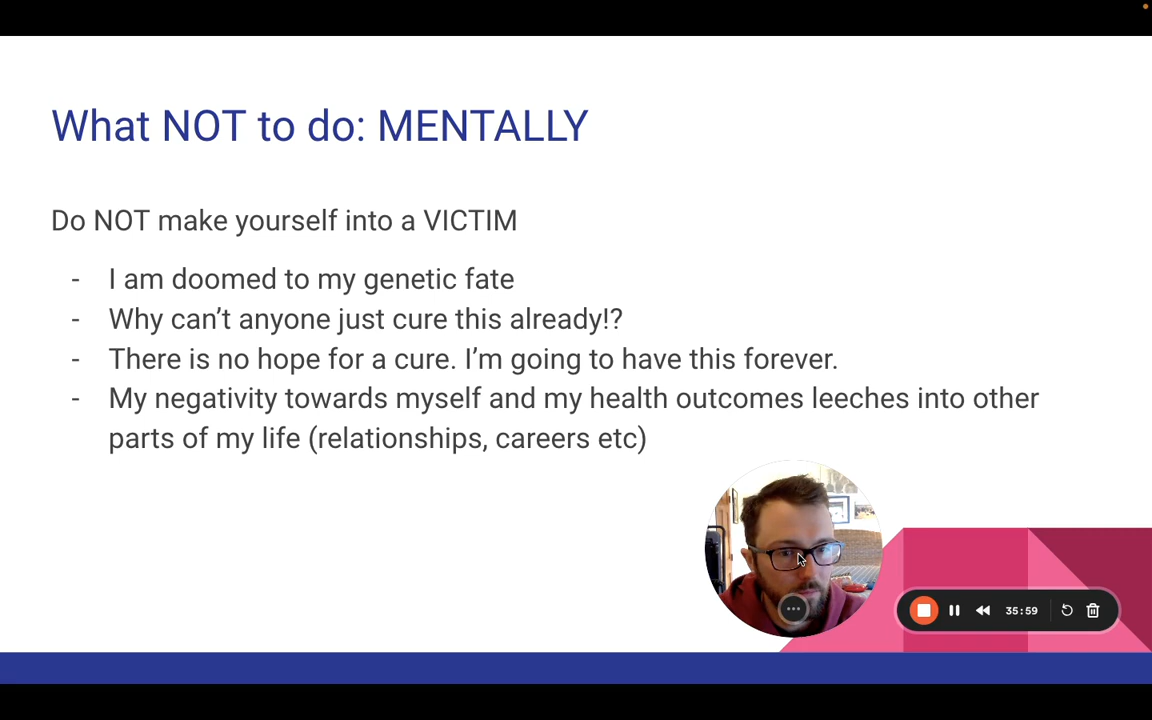 What NOT to do: MENTALLY
Do NOT make yourself into a VICTIM
- I am doomed to my genetic fate
- Why can’t anyone just cure this already!?
- There is no hope for a cure. I’m going to have this forever.
- My negativity towards myself and my health outcomes leeches into other
parts of my life (relationships, careers etc)
35:59